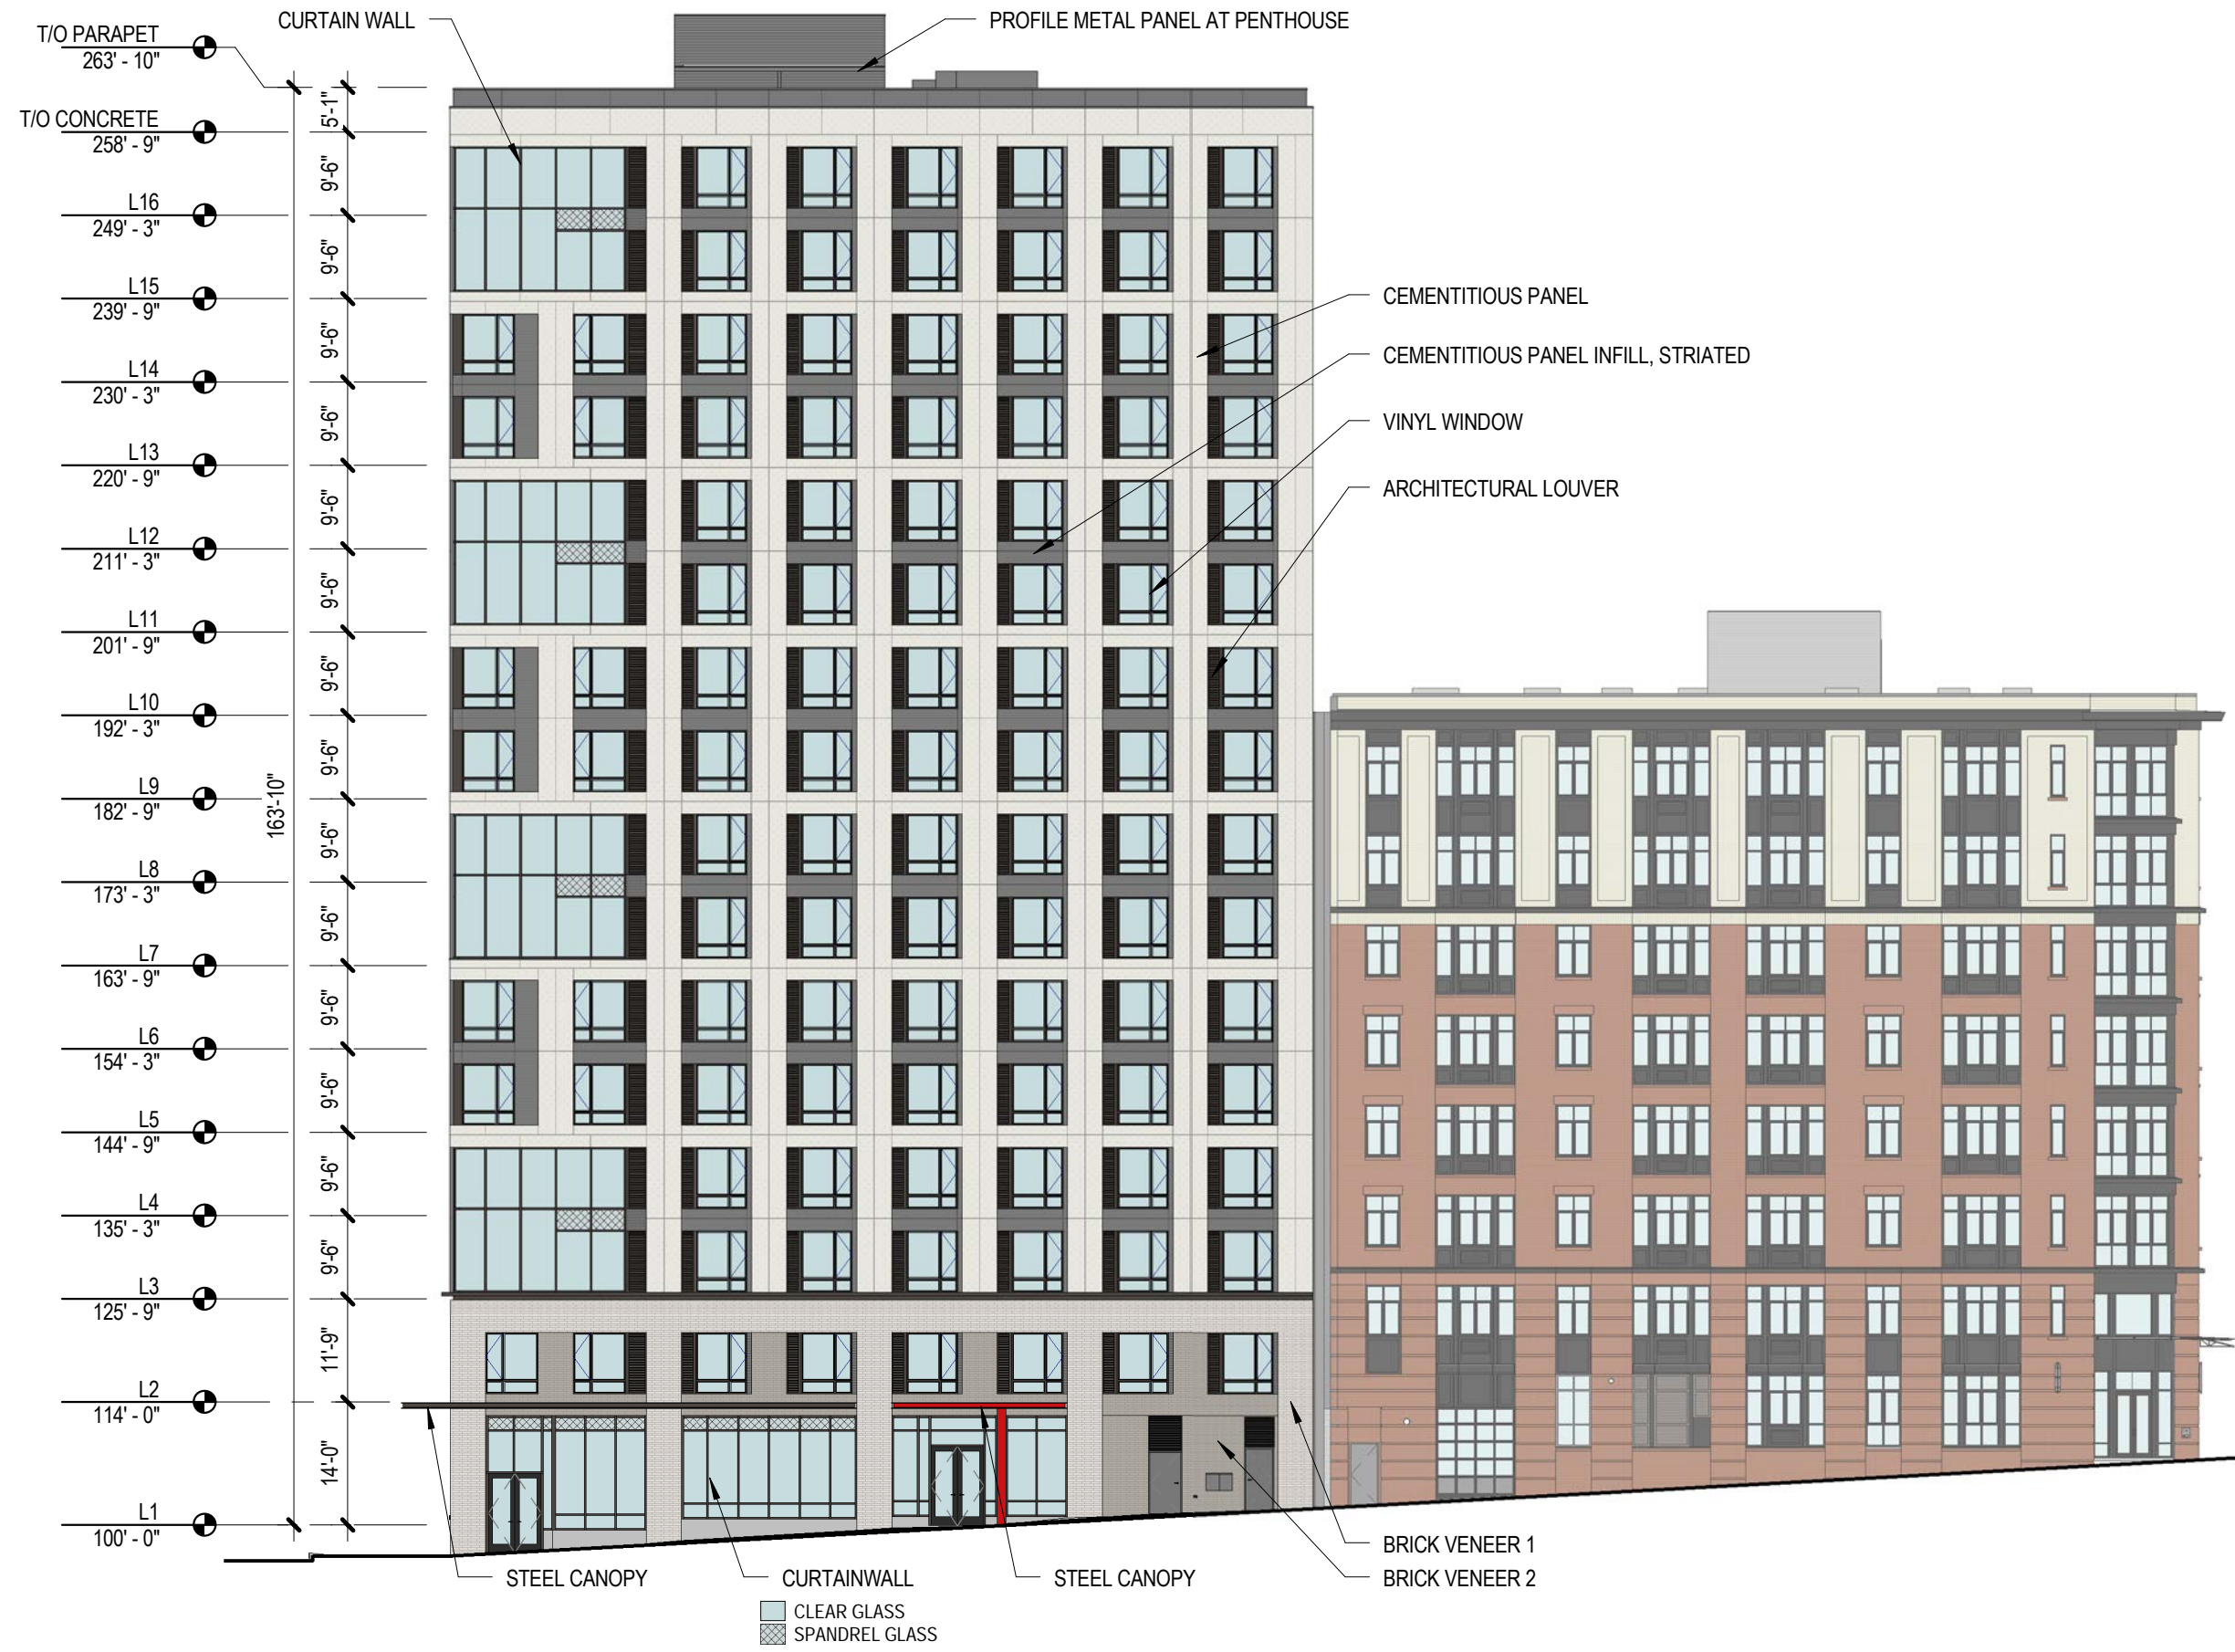 CURTAIN WALL
PROFILE METAL PANEL AT PENTHOUSE
T/O PARAPET
263' - 10"
5'-1"
T/O CONCRETE
258' - 9"
9'-6"
L16
249' - 3"
9'-6"
L15
239' - 9"
9'-6"
L14
230' - 3"
9'-6"
L13
220' - 9"
9'-6"
L12
211' - 3"
9'-6"
L11
201' - 9"
9'-6"
L10
192' - 3"
9'-6"
L9
182' - 9"
163'-10"
9'-6"
L8
173' - 3"
9'-6"
L7
163' - 9"
9'-6"
L6
154' - 3"
9'-6"
L5
144' - 9"
9'-6"
L4
135' - 3"
9'-6"
L3
125' - 9"
11'-9"
L2
114' - 0"
14'-0"
L1
100' - 0"
CEMENTITIOUS PANEL
CEMENTITIOUS PANEL INFILL, STRIATED
VINYL WINDOW
ARCHITECTURAL LOUVER
BRICK VENEER 1
BRICK VENEER 2
STEEL CANOPY
CURTAINWALL
STEEL CANOPY
CLEAR GLASS
SPANDREL GLASS